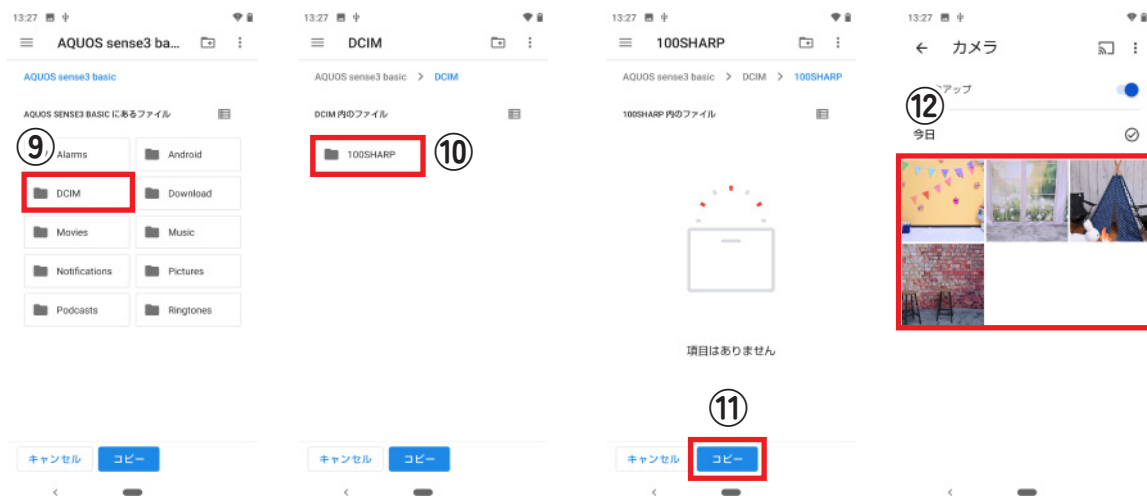 13:27
AQUOS sense3 ba...
AQUOS sense3 basic
AQUOS SENSE3 BASIC にあるファイル
⑨
Alarms
Android
DCIM
Download
Movies
Music
Notifications
Pictures
Podcasts
Ringtones
キャンセル
コピー
13:27
DCIM
AQUOS sense3 basic > DCIM
DCIM 内のファイル
100SHARP
⑩
キャンセル
コピー
13:27
100SHARP
AQUOS sense3 basic > DCIM > 100SHARP
100SHARP 内のファイル
項目はありません
⑪
キャンセル
コピー
13:27
カメラ
アップ
⑫
今日